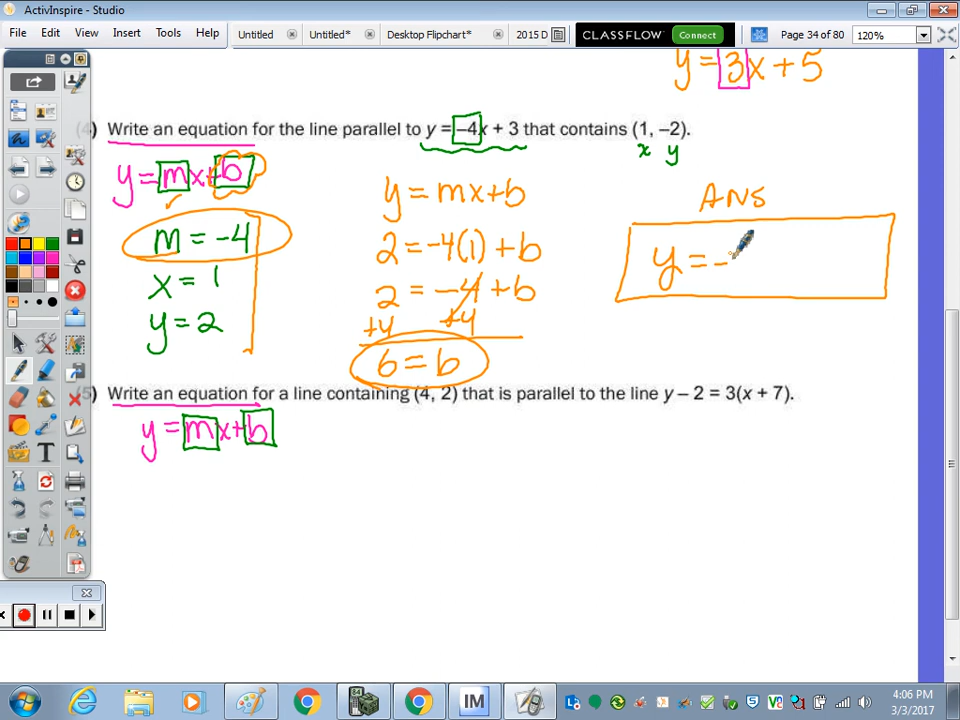 ActivInspire - Studio
File Edit View Insert Tools Help Untitled Untitled* Desktop Flipchart* 2015 D CLASSFLOW Connect Page 34 of 80 120%
y = 3x + 5
(4) Write an equation for the line parallel to y = –4x + 3 that contains (1, –2).
x y
y = mx+b
m = -4
x = 1
y = 2
y = mx+b
2 = -4(1) + b
2 = -4 + b
+4 +4
6 = b
ANS
y = -
(5) Write an equation for a line containing (4, 2) that is parallel to the line y – 2 = 3(x + 7).
y = mx+b
IM
4:06 PM
3/3/2017